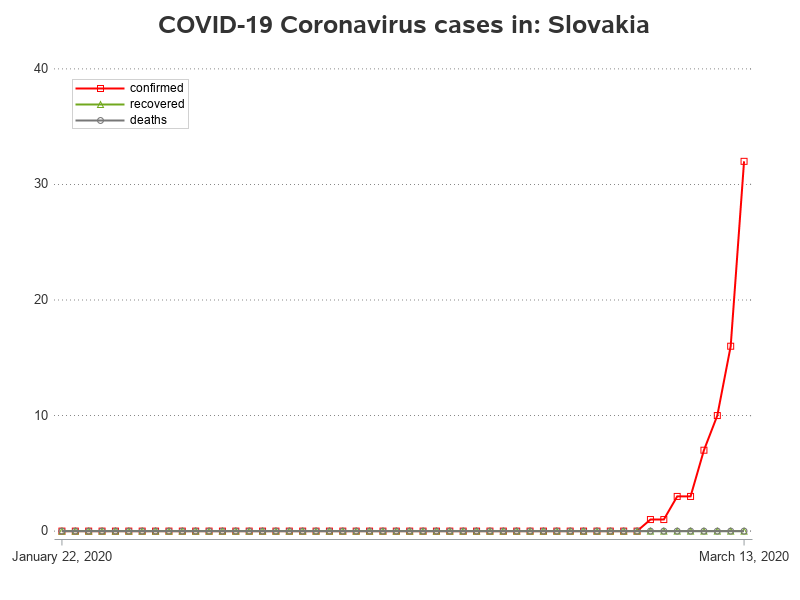 COVID-19 Coronavirus cases in: Slovakia
40
confirmed
recovered
deaths
30
20
10
0
January 22, 2020
March 13, 2020